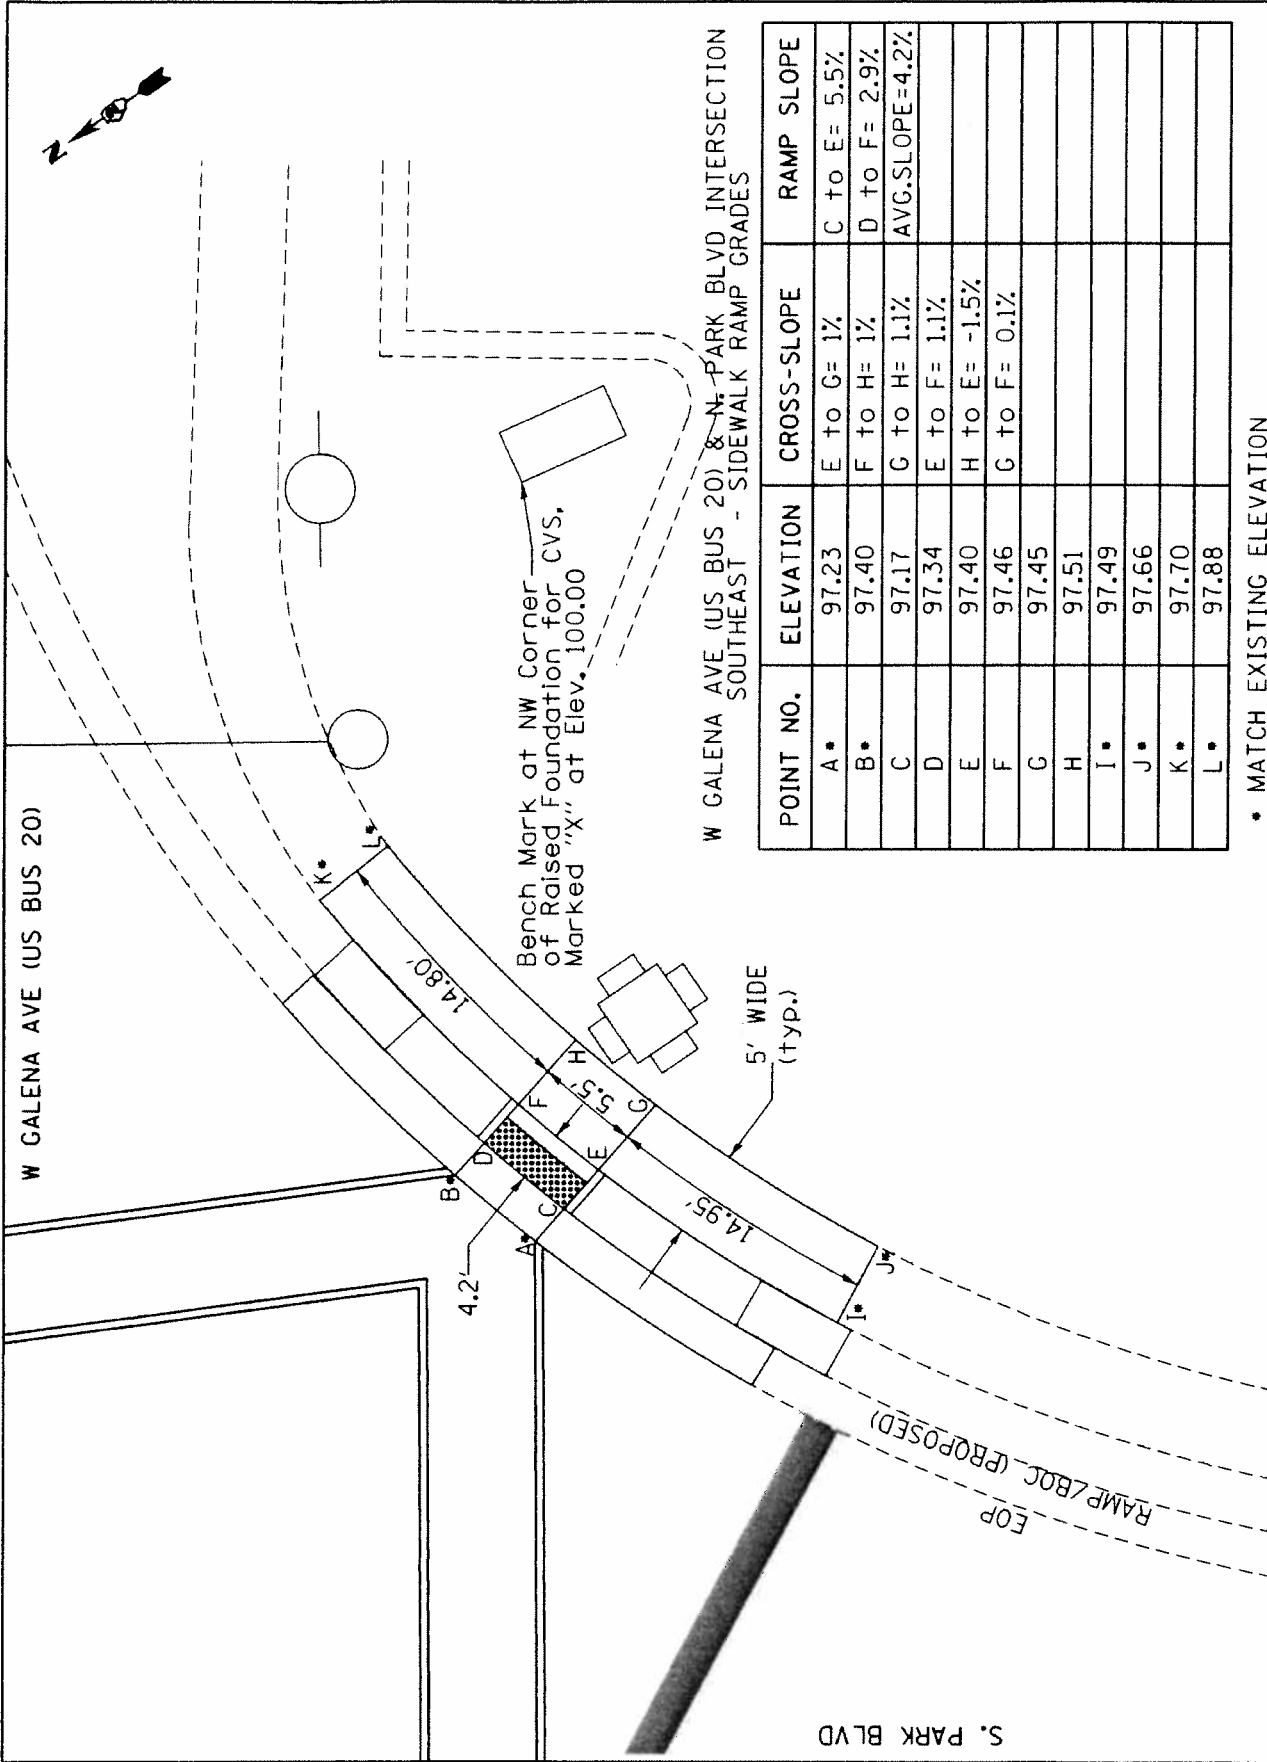 W GALENA AVE (US BUS 20)
N
K•
L•
14.80'
Bench Mark at NW Corner
of Raised Foundation for CVS,
Marked "X" at Elev. 100.00
B•
D
F
H
4.2'
5.5'
A•
C
E
G
5' WIDE
(typ.)
14.95'
I•
J•
RAMP/BOC (PROPOSED)
EOP
S. PARK BLVD
W GALENA AVE (US BUS 20) & N. PARK BLVD INTERSECTION
SOUTHEAST - SIDEWALK RAMP GRADES
POINT NO. ELEVATION CROSS-SLOPE RAMP SLOPE
A• 97.23 E to G= 1% C to E= 5.5%
B• 97.40 F to H= 1% D to F= 2.9%
C 97.17 G to H= 1.1% AVG.SLOPE=4.2%
D 97.34 E to F= 1.1%
E 97.40 H to E= -1.5%
F 97.46 G to F= 0.1%
G 97.45
H 97.51
I• 97.49
J• 97.66
K• 97.70
L• 97.88
• MATCH EXISTING ELEVATION